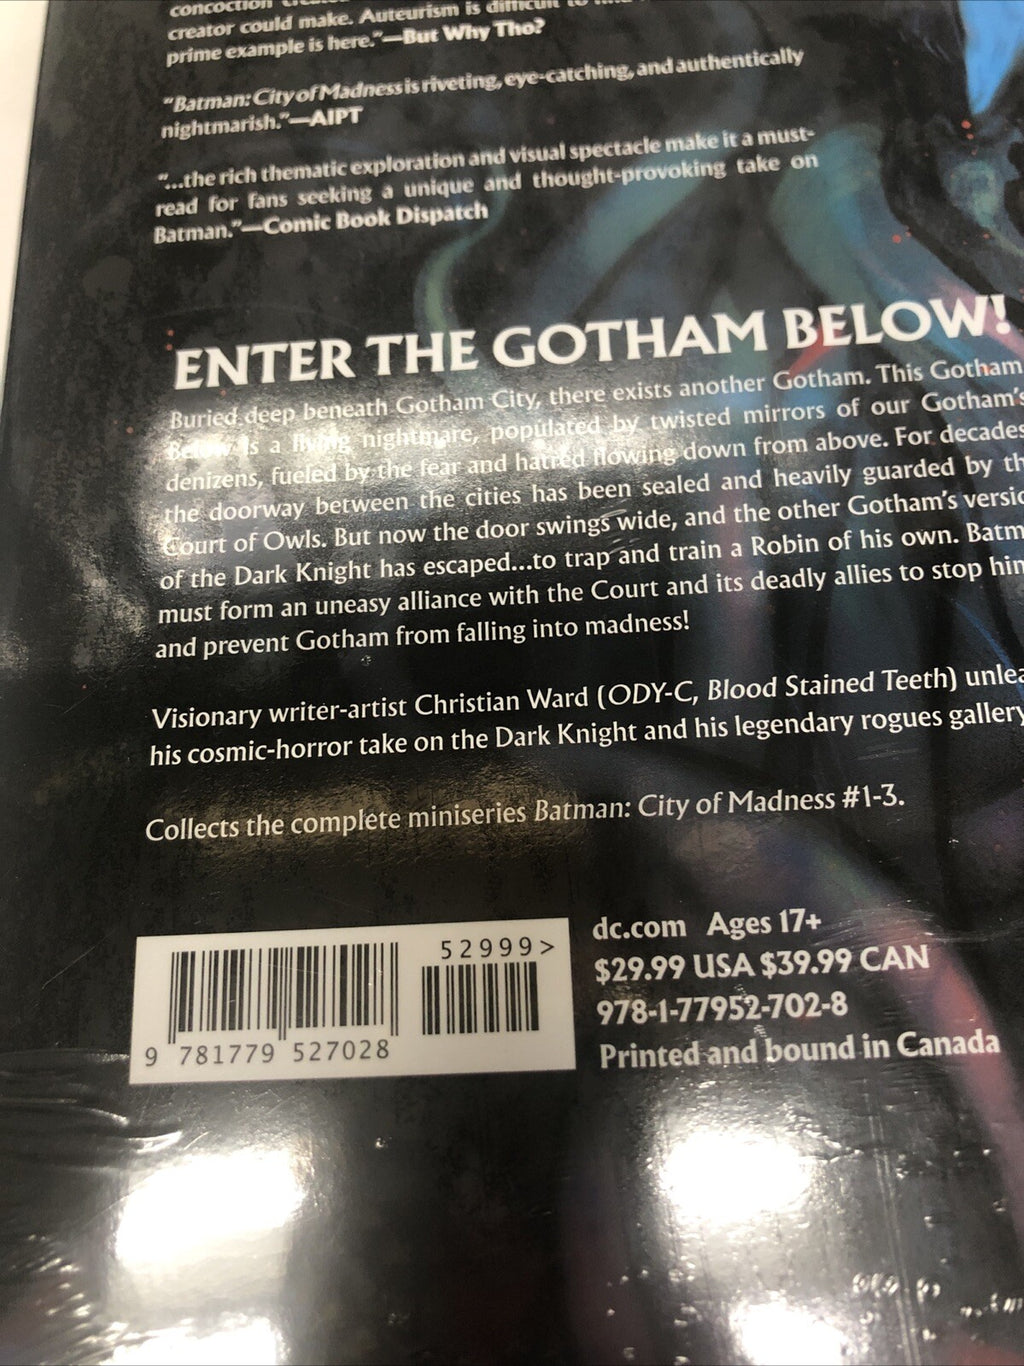 concoction
creator could make. Auteurism is difficult to
prime example is here."—But Why Tho?
"Batman: City of Madness is riveting, eye-catching, and authentically
nightmarish."—AIPT
"...the rich thematic exploration and visual spectacle make it a must-
read for fans seeking a unique and thought-provoking take on
Batman."—Comic Book Dispatch
ENTER THE GOTHAM BELOW!
Buried deep beneath Gotham City, there exists another Gotham. This Gotham
Below is a living nightmare, populated by twisted mirrors of our Gotham's
denizens, fueled by the fear and hatred flowing down from above. For decades
the doorway between the cities has been sealed and heavily guarded by th
Court of Owls. But now the door swings wide, and the other Gotham's versio
of the Dark Knight has escaped...to trap and train a Robin of his own. Batm
must form an uneasy alliance with the Court and its deadly allies to stop him
and prevent Gotham from falling into madness!
Visionary writer-artist Christian Ward (ODY-C, Blood Stained Teeth) unlea
his cosmic-horror take on the Dark Knight and his legendary rogues gallery
Collects the complete miniseries Batman: City of Madness #1-3.
52999>
9 781779 527028
dc.com Ages 17+
$29.99 USA $39.99 CAN
978-1-77952-702-8
Printed and bound in Canada